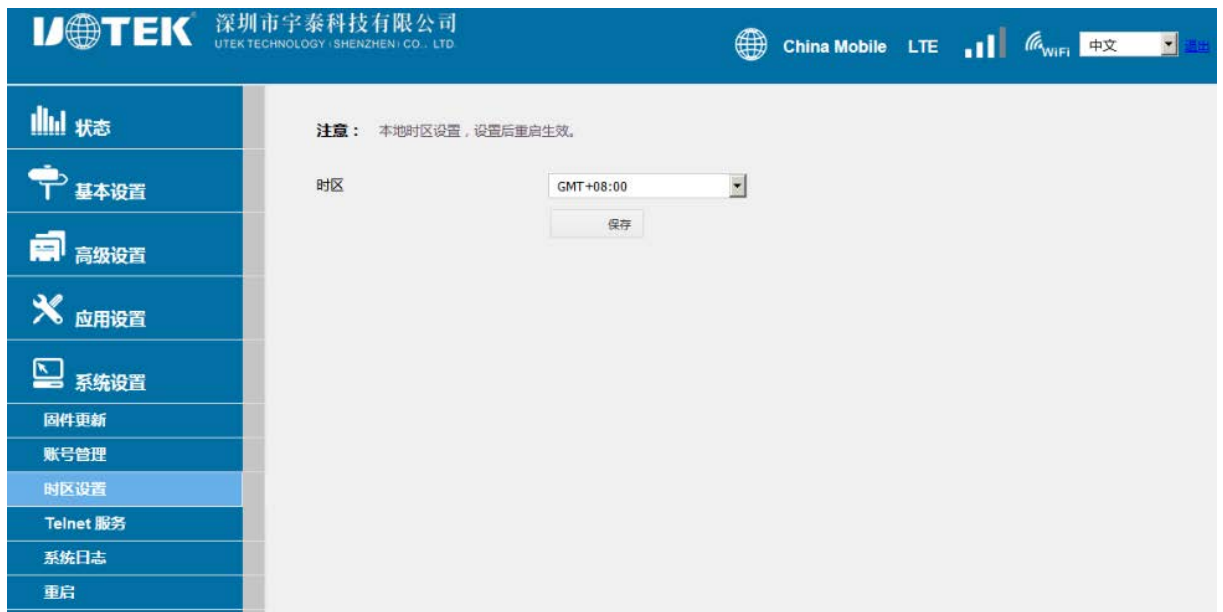 UOTEK
深圳市宇泰科技有限公司
UTEK TECHNOLOGY (SHENZHEN) CO., LTD.
China Mobile LTE WiFi 中文 退出
状态
注意： 本地时区设置，设置后重启生效。
基本设置
时区 GMT+08:00
保存
高级设置
应用设置
系统设置
固件更新
账号管理
时区设置
Telnet 服务
系统日志
重启